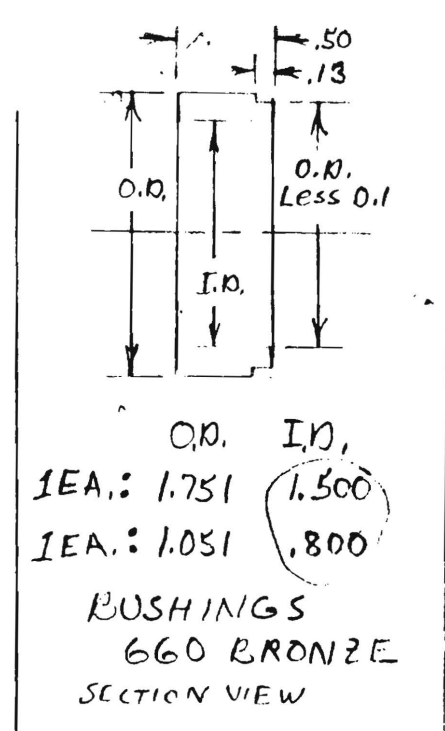 .50
.13
O.D.
O.D.
Less 0.1
I.D.
O.D. I.D.
1EA.: 1.751 1.500
1EA.: 1.051 .800
BUSHINGS
660 BRONZE
SECTION VIEW